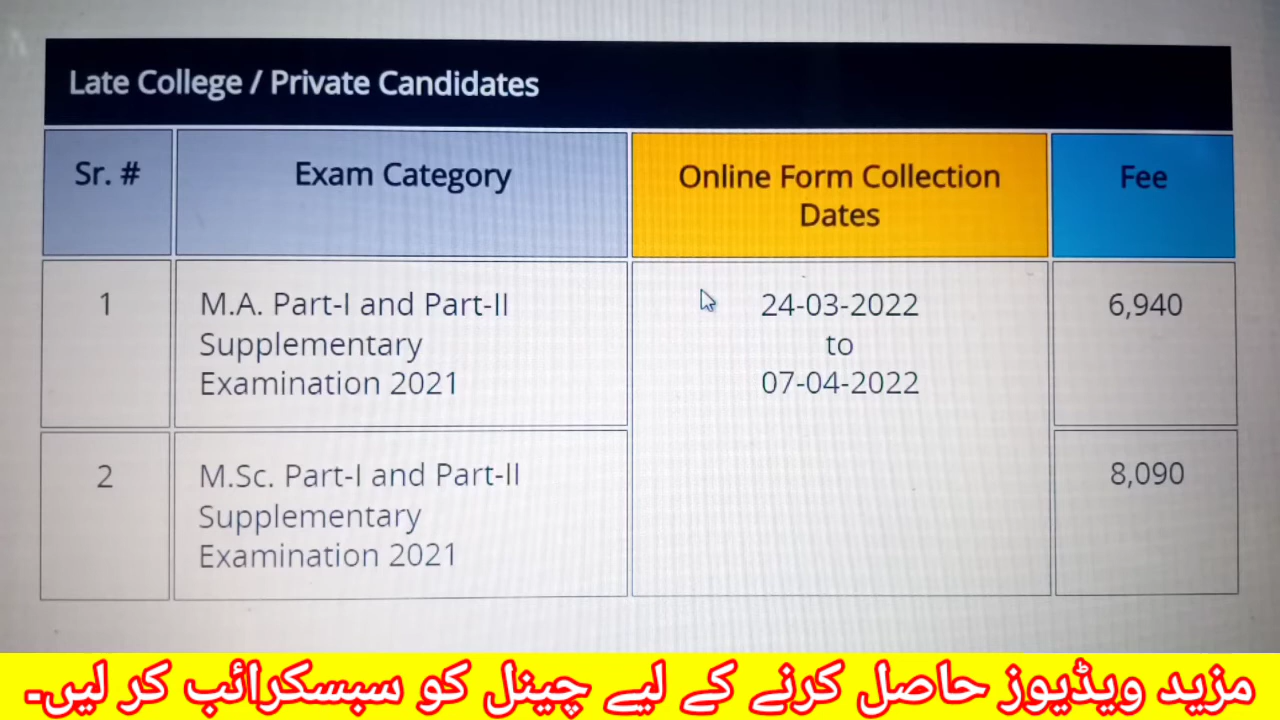 Late College / Private Candidates
Sr. #
Exam Category
Online Form Collection
Dates
Fee
1
M.A. Part-I and Part-II
Supplementary
Examination 2021
24-03-2022
to
07-04-2022
6,940
2
M.Sc. Part-I and Part-II
Supplementary
Examination 2021
8,090
مزید ویڈیوز حاصل کرنے کے لیے چینل کو سبسکرائب کر لیں۔